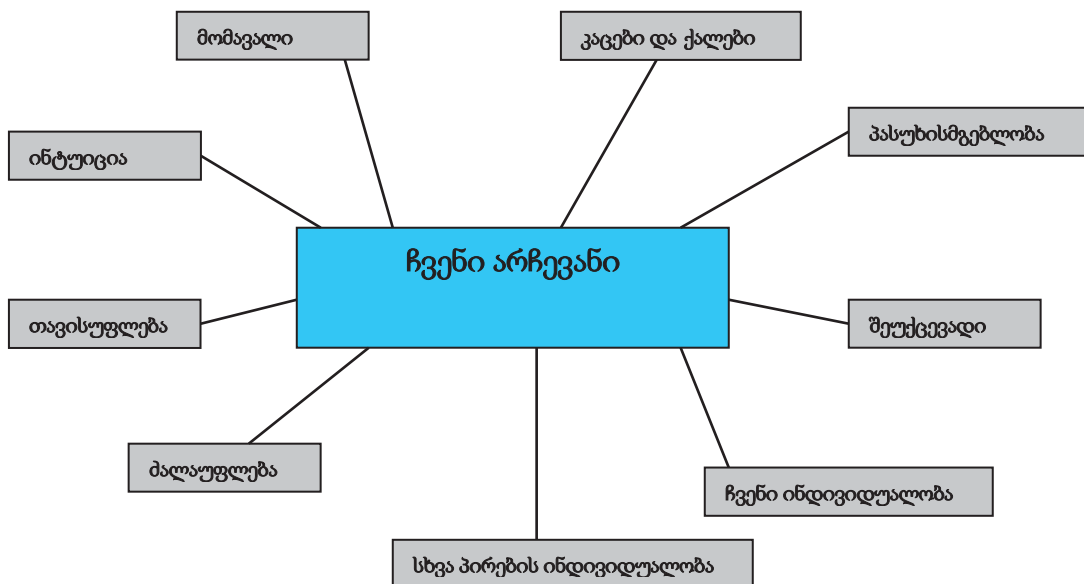 მომავალი
კაცები და ქალები
ინტუიცია
პასუხისმგებლობა
ჩვენი არჩევანი
თავისუფლება
შეუქცევადი
ძალაუფლება
ჩვენი ინდივიდუალობა
სხვა პირების ინდივიდუალობა